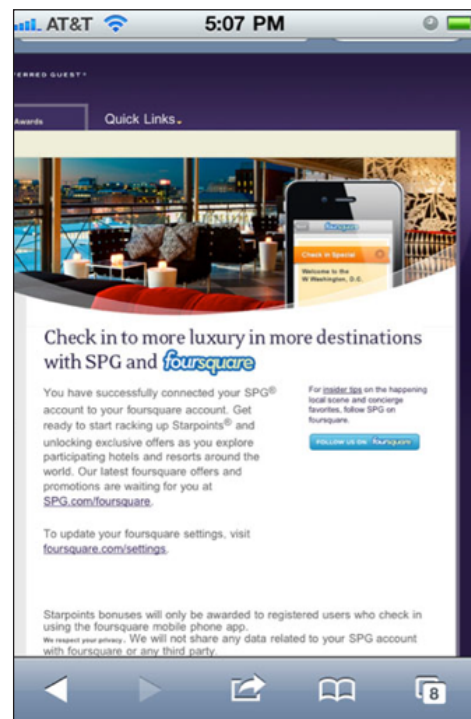 AT&T 5:07 PM
ERRED GUEST
Awards Quick Links
foursquare
Check in Special
Welcome to the
W Washington, D.C.
Check in to more luxury in more destinations
with SPG and foursquare
You have successfully connected your SPG®
account to your foursquare account. Get
ready to start racking up Starpoints® and
unlocking exclusive offers as you explore
participating hotels and resorts around the
world. Our latest foursquare offers and
promotions are waiting for you at
SPG.com/foursquare.
To update your foursquare settings, visit
foursquare.com/settings.
For insider tips on the happening
local scene and concierge
favorites, follow SPG on
foursquare.
FOLLOW US ON foursquare
Starpoints bonuses will only be awarded to registered users who check in
using the foursquare mobile phone app.
We respect your privacy. We will not share any data related to your SPG account
with foursquare or any third party.
8